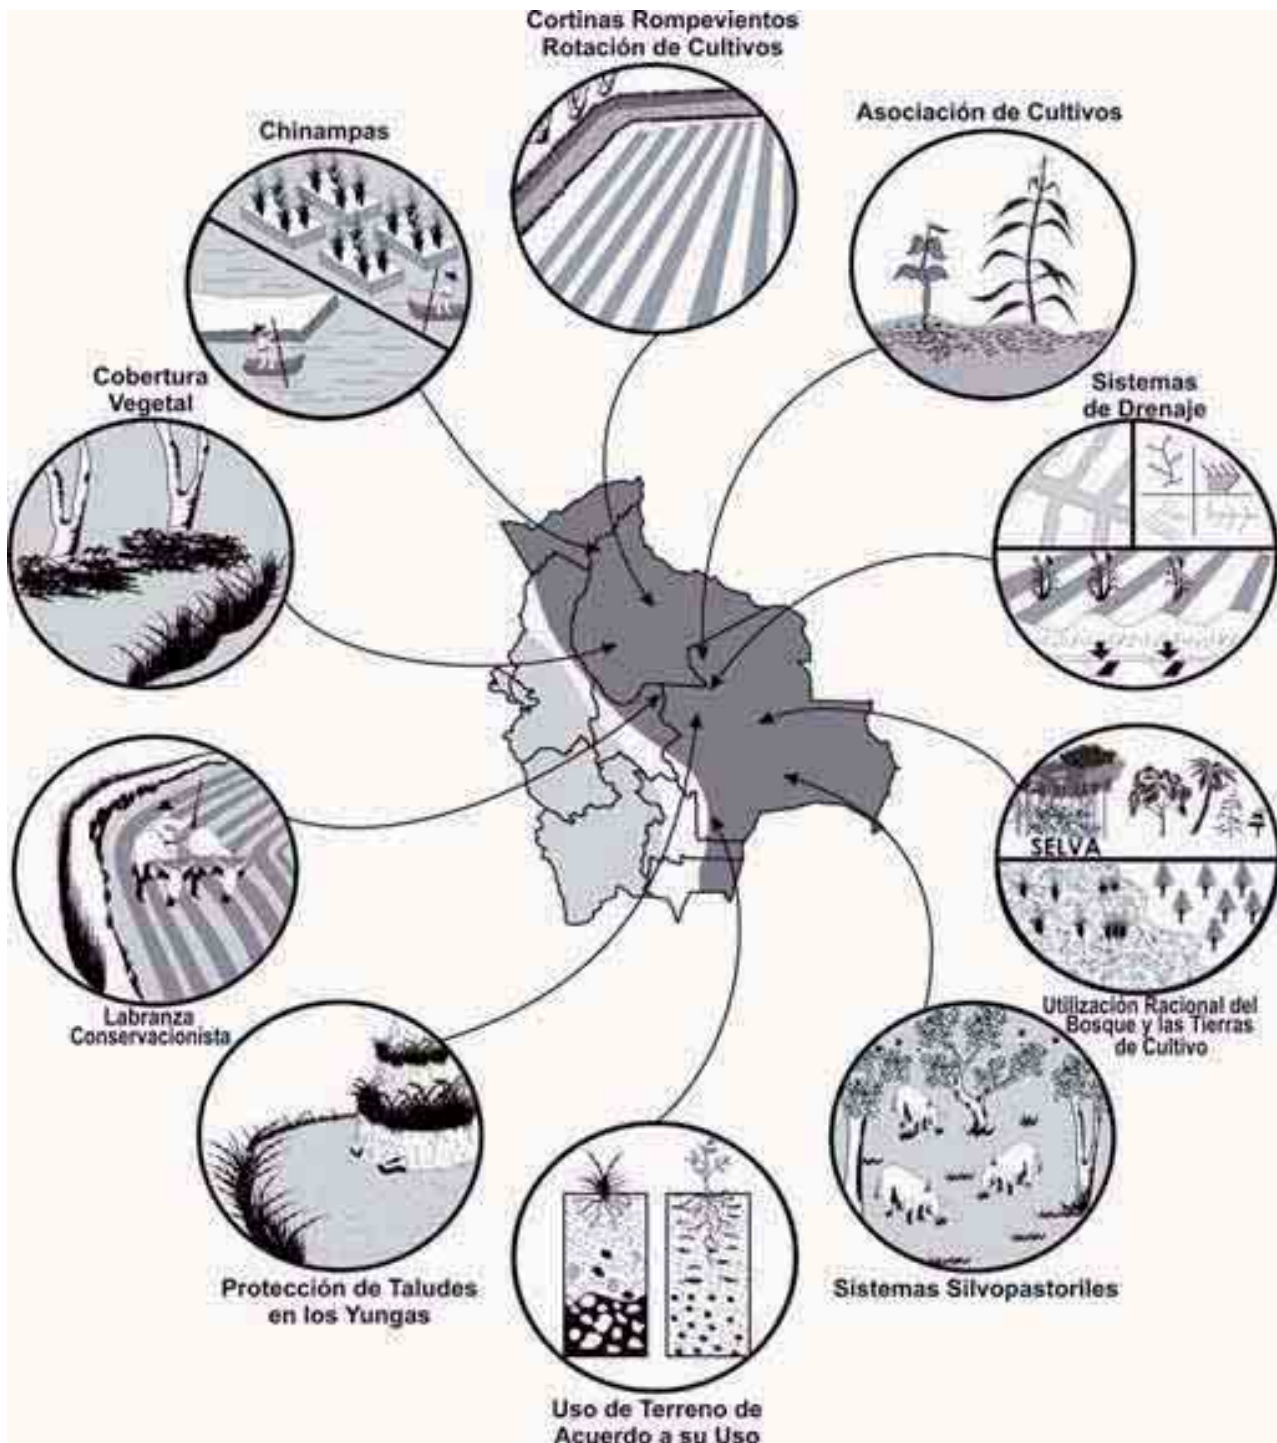 Cortinas Rompevientos
Rotación de Cultivos
Asociación de Cultivos
Chinampas
Sistemas
de Drenaje
Cobertura
Vegetal
SELVA
Utilización Racional del
Bosque y las Tierras
de Cultivo
Labranza
Conservacionista
Protección de Taludes
en los Yungas
Sistemas Silvopastoriles
Uso de Terreno de
Acuerdo a su Uso